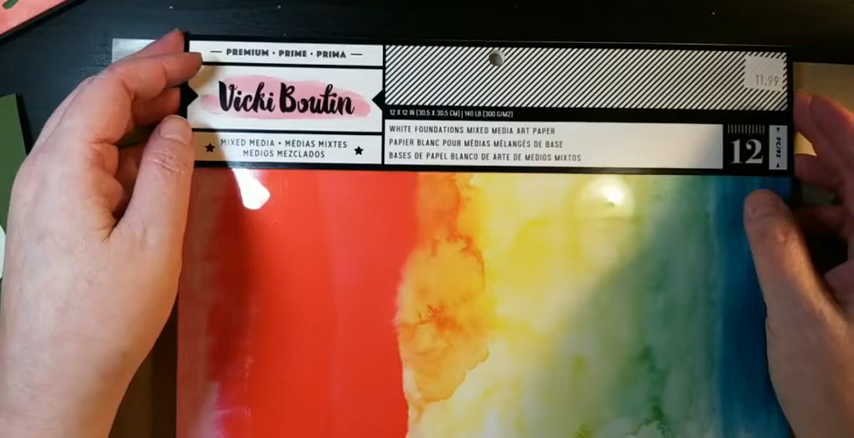 PREMIUM • PRIME • PRIMA
Vicki Boutin
MIXED MEDIA • MÉDIAS MIXTES
MEDIOS MEZCLADOS
11.99
12 X 12 IN (30.5 X 30.5 CM) | 140 LB (300 G/M2)
WHITE FOUNDATIONS MIXED MEDIA ART PAPER
PAPIER BLANC POUR MÉDIAS MÉLANGÉS DE BASE
BASES DE PAPEL BLANCO DE ARTE DE MEDIOS MIXTOS
12